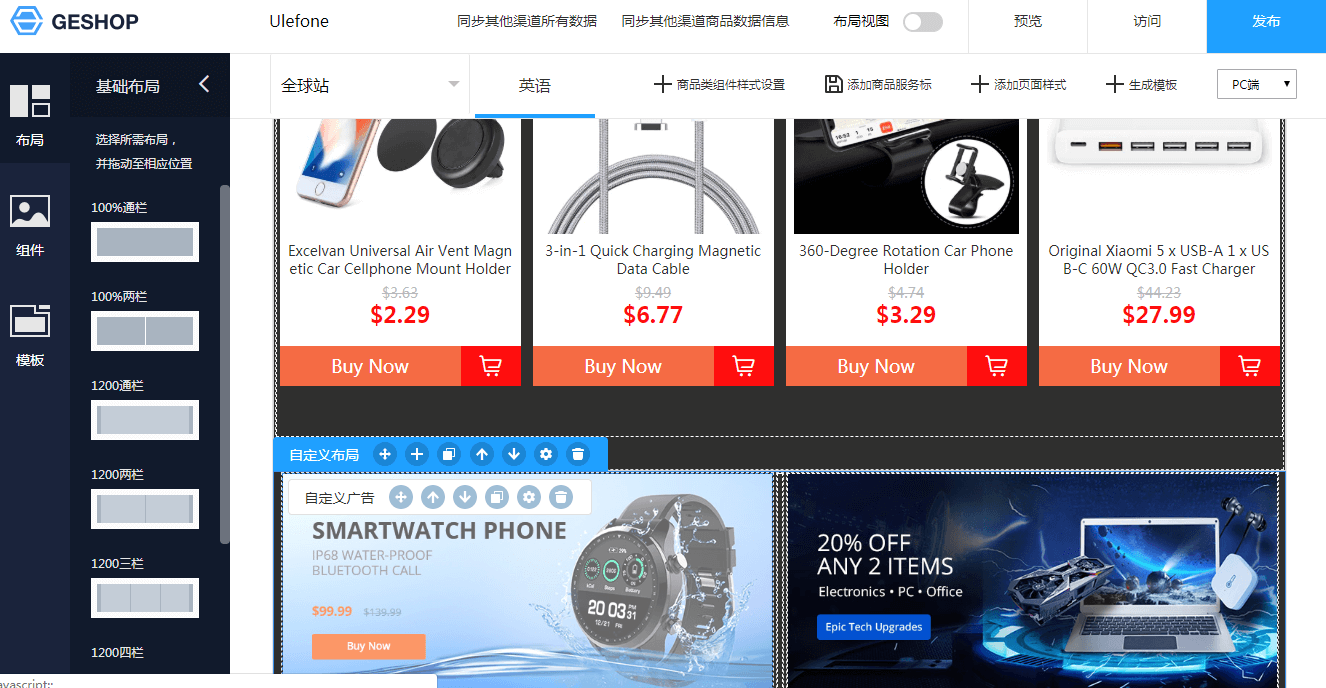 GESHOP
Ulefone
同步其他渠道所有数据
同步其他渠道商品数据信息
布局视图
预览
访问
发布
基础布局
全球站
英语
商品类组件样式设置
添加商品服务标
添加页面样式
生成模板
PC端
布局
组件
模板
选择所需布局，
并拖动至相应位置
100%通栏
100%两栏
1200通栏
1200两栏
1200三栏
1200四栏
Excelvan Universal Air Vent Magn
etic Car Cellphone Mount Holder
$3.63
$2.29
Buy Now
3-in-1 Quick Charging Magnetic
Data Cable
$9.49
$6.77
Buy Now
360-Degree Rotation Car Phone
Holder
$4.74
$3.29
Buy Now
Original Xiaomi 5 x USB-A 1 x US
B-C 60W QC3.0 Fast Charger
$44.23
$27.99
Buy Now
自定义布局
自定义广告
SMARTWATCH PHONE
IP68 WATER-PROOF
BLUETOOTH CALL
$99.99 $139.99
Buy Now
20 03
20% OFF
ANY 2 ITEMS
Electronics • PC • Office
Epic Tech Upgrades
avascript:;